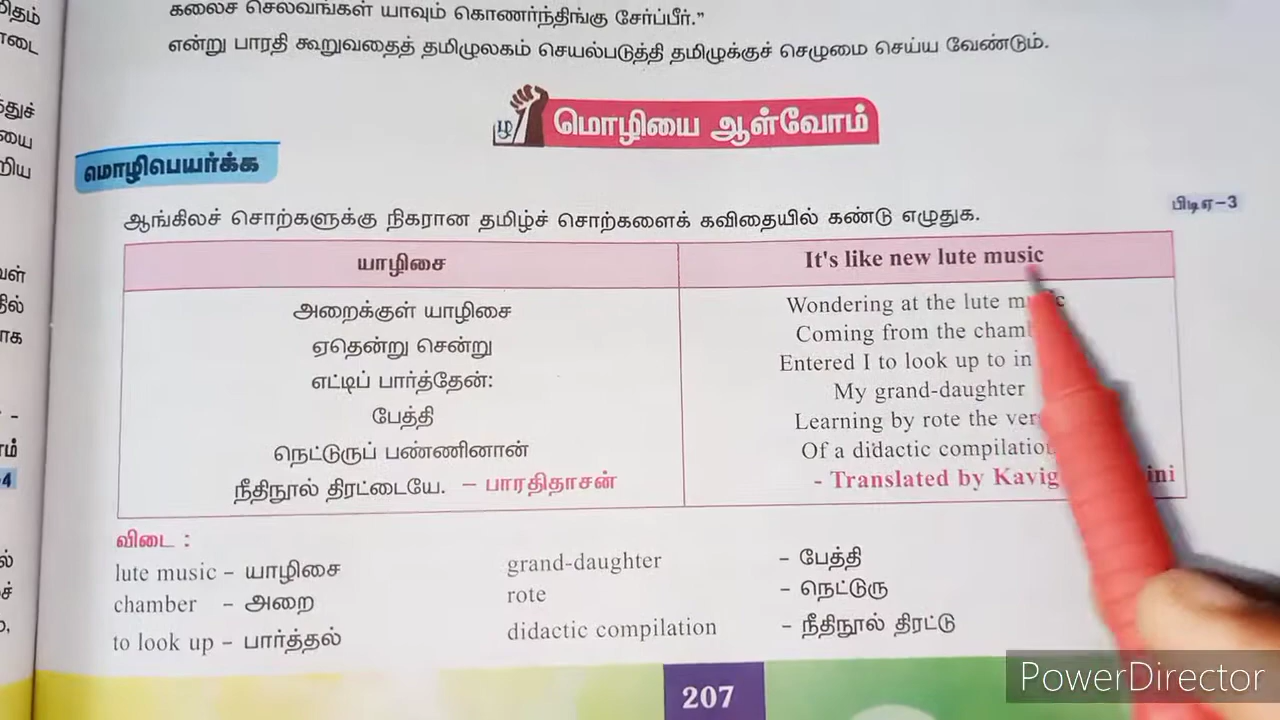 கலைச் செல்வங்கள் யாவும் கொணர்ந்திங்கு சேர்ப்பீர்."
என்று பாரதி கூறுவதைத் தமிழுலகம் செயல்படுத்தி தமிழுக்குச் செழுமை செய்ய வேண்டும்.
மொழியை ஆள்வோம்
மொழிபெயர்க்க
ஆங்கிலச் சொற்களுக்கு நிகரான தமிழ்ச் சொற்களைக் கவிதையில் கண்டு எழுதுக.
பிடிஏ-3
யாழிசை It's like new lute music
அறைக்குள் யாழிசை Wondering at the lute
ஏதென்று சென்று Coming from the
எட்டிப் பார்த்தேன்: Entered I to look up to in
பேத்தி My grand-daughter
நெட்டுருப் பண்ணினான் Learning by rote the
நீதிநூல் திரட்டையே. – பாரதிதாசன் Of a didactic
- Translated by
விடை :
lute music – யாழிசை grand-daughter – பேத்தி
chamber – அறை rote – நெட்டுரு
to look up – பார்த்தல் didactic compilation – நீதிநூல் திரட்டு
207
PowerDirector